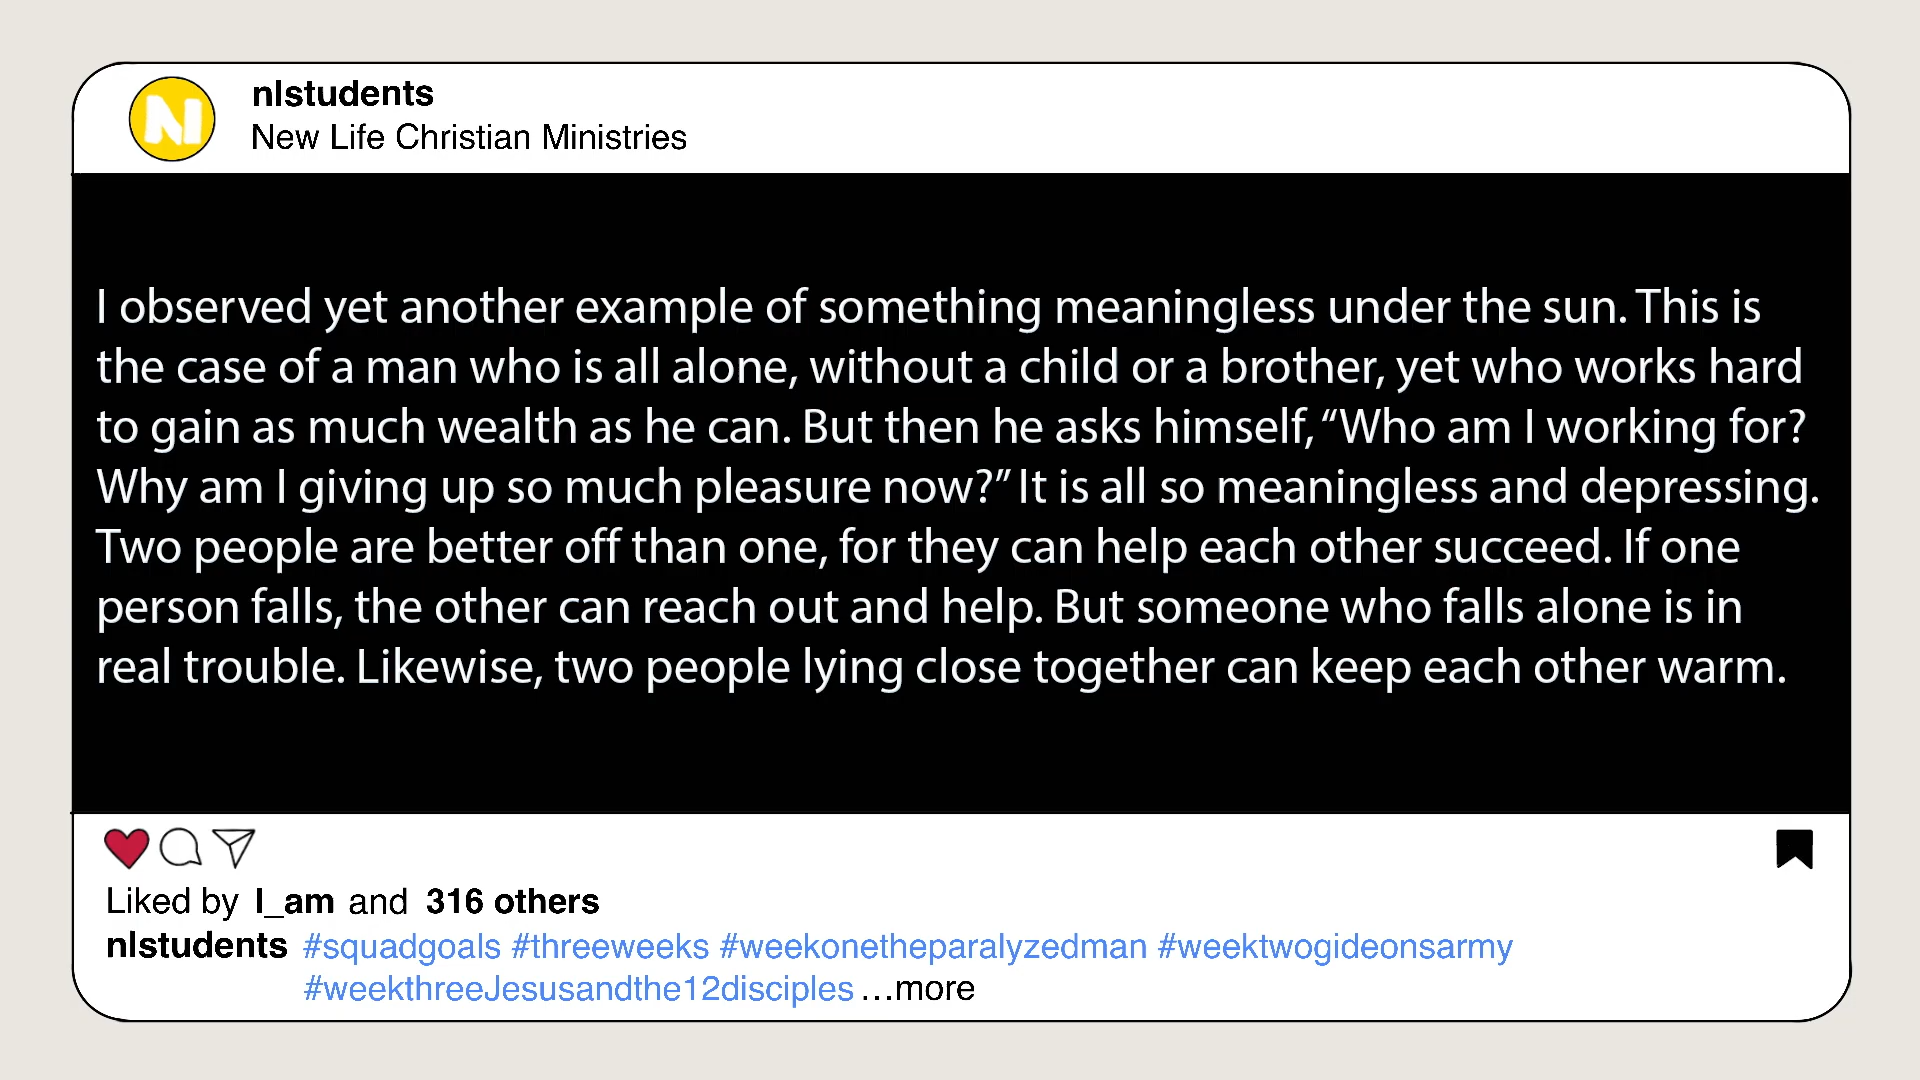 Nl
nlstudents
New Life Christian Ministries
I observed yet another example of something meaningless under the sun. This is
the case of a man who is all alone, without a child or a brother, yet who works hard
to gain as much wealth as he can. But then he asks himself, “Who am I working for?
Why am I giving up so much pleasure now?” It is all so meaningless and depressing.
Two people are better off than one, for they can help each other succeed. If one
person falls, the other can reach out and help. But someone who falls alone is in
real trouble. Likewise, two people lying close together can keep each other warm.
Liked by I_am and 316 others
nlstudents #squadgoals #threeweeks #weekonetheparalyzedman #weektwogideonsarmy
#weekthreeJesusandthe12disciples ...more